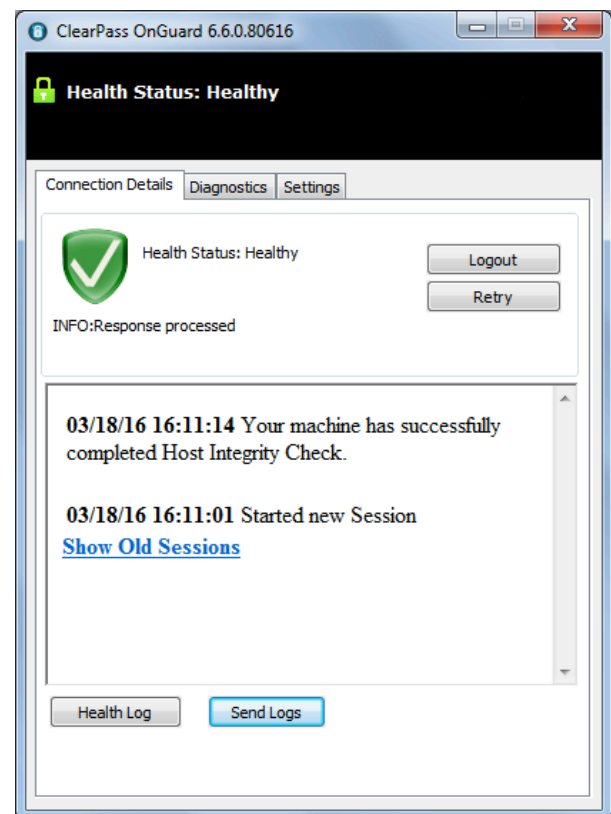 ClearPass OnGuard 6.6.0.80616
Health Status: Healthy
Connection Details
Diagnostics
Settings
Health Status: Healthy
Logout
Retry
INFO:Response processed
03/18/16 16:11:14 Your machine has successfully
completed Host Integrity Check.
03/18/16 16:11:01 Started new Session
Show Old Sessions
Health Log
Send Logs